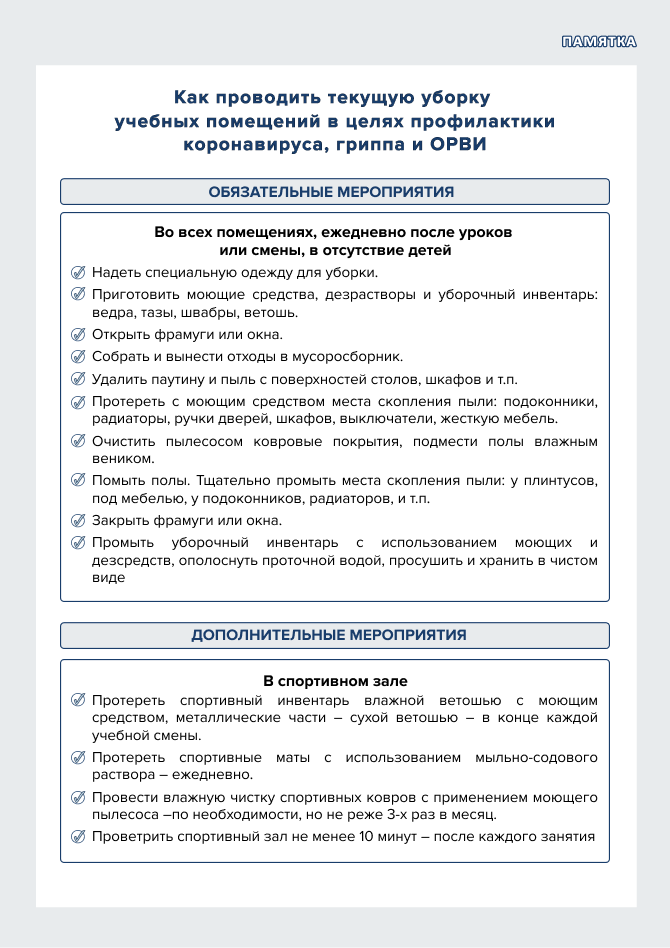 ПАМЯТКА
Как проводить текущую уборку
учебных помещений в целях профилактики
коронавируса, гриппа и ОРВИ
ОБЯЗАТЕЛЬНЫЕ МЕРОПРИЯТИЯ
Во всех помещениях, ежедневно после уроков
или смены, в отсутствие детей
Надеть специальную одежду для уборки.
Приготовить моющие средства, дезрастворы и уборочный инвентарь:
ведра, тазы, швабры, ветошь.
Открыть фрамуги или окна.
Собрать и вынести отходы в мусоросборник.
Удалить паутину и пыль с поверхностей столов, шкафов и т.п.
Протереть с моющим средством места скопления пыли: подоконники,
радиаторы, ручки дверей, шкафов, выключатели, жесткую мебель.
Очистить пылесосом ковровые покрытия, подмести полы влажным
веником.
Помыть полы. Тщательно промыть места скопления пыли: у плинтусов,
под мебелью, у подоконников, радиаторов, и т.п.
Закрыть фрамуги или окна.
Промыть уборочный инвентарь с использованием моющих и
дезсредств, ополоснуть проточной водой, просушить и хранить в чистом
виде
ДОПОЛНИТЕЛЬНЫЕ МЕРОПРИЯТИЯ
В спортивном зале
Протереть спортивный инвентарь влажной ветошью с моющим
средством, металлические части – сухой ветошью – в конце каждой
учебной смены.
Протереть спортивные маты с использованием мыльно-содового
раствора – ежедневно.
Провести влажную чистку спортивных ковров с применением моющего
пылесоса –по необходимости, но не реже 3-х раз в месяц.
Проветрить спортивный зал не менее 10 минут – после каждого занятия